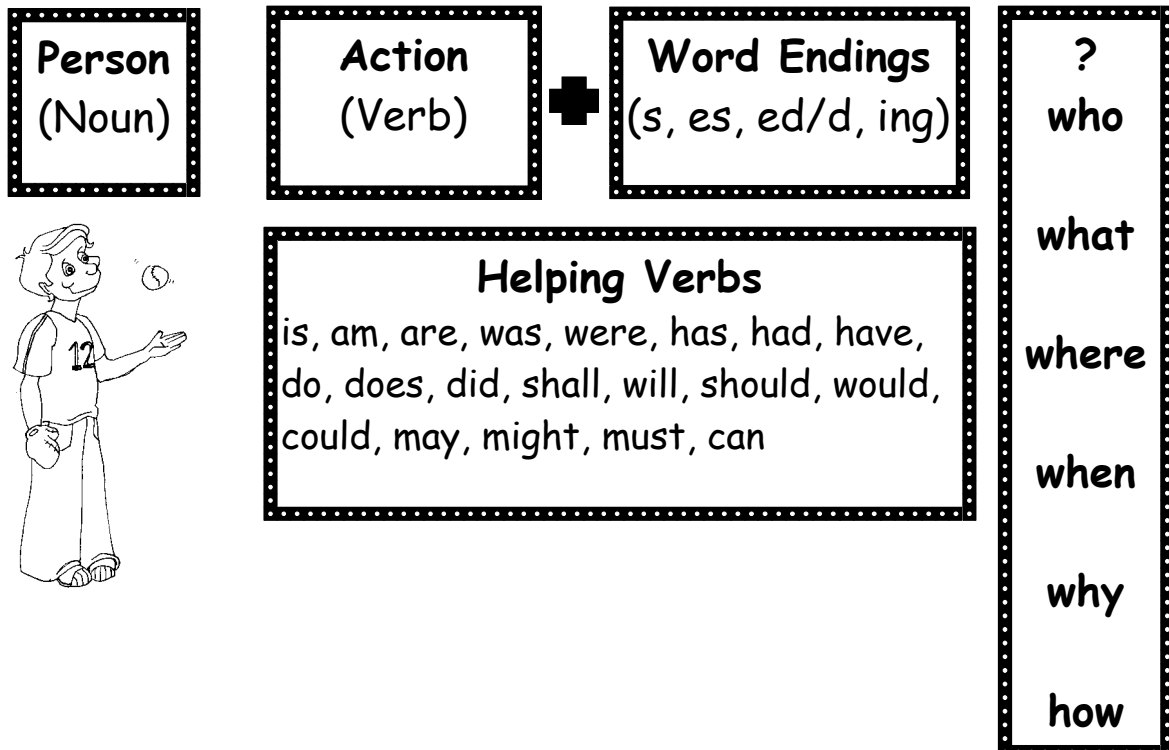 Person
(Noun)
Action
(Verb)
Word Endings
(s, es, ed/d, ing)
Helping Verbs
is, am, are, was, were, has, had, have,
do, does, did, shall, will, should, would,
could, may, might, must, can
12
?
who
what
where
when
why
how